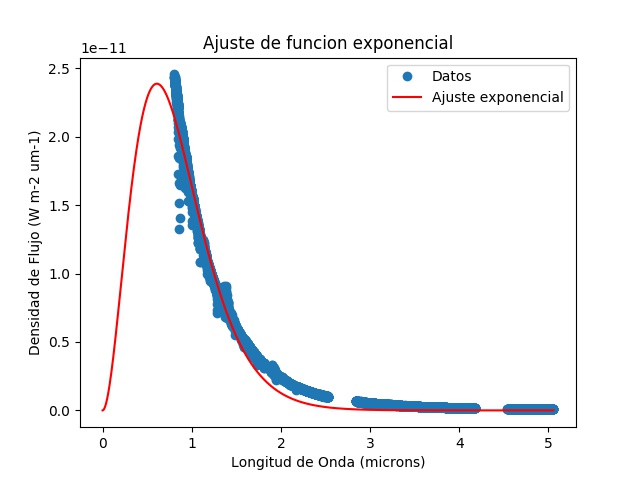 Ajuste de funcion exponencial
1e−11
2.5
2.0
1.5
1.0
0.5
0.0
Densidad de Flujo (W m-2 um-1)
Datos
Ajuste exponencial
0 1 2 3 4 5
Longitud de Onda (microns)